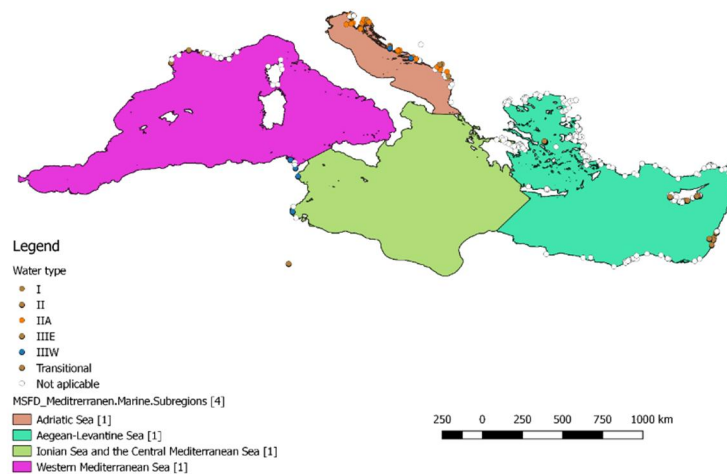 Legend
Water type
I
II
IIA
IIIE
IIIW
Transitional
Not aplicable
MSFD_Meditrerranen.Marine.Subregions [4]
Adriatic Sea [1]
Aegean-Levantine Sea [1]
Ionian Sea and the Central Mediterranean Sea [1]
Western Mediterranean Sea [1]
250 0 250 500 750 1000 km